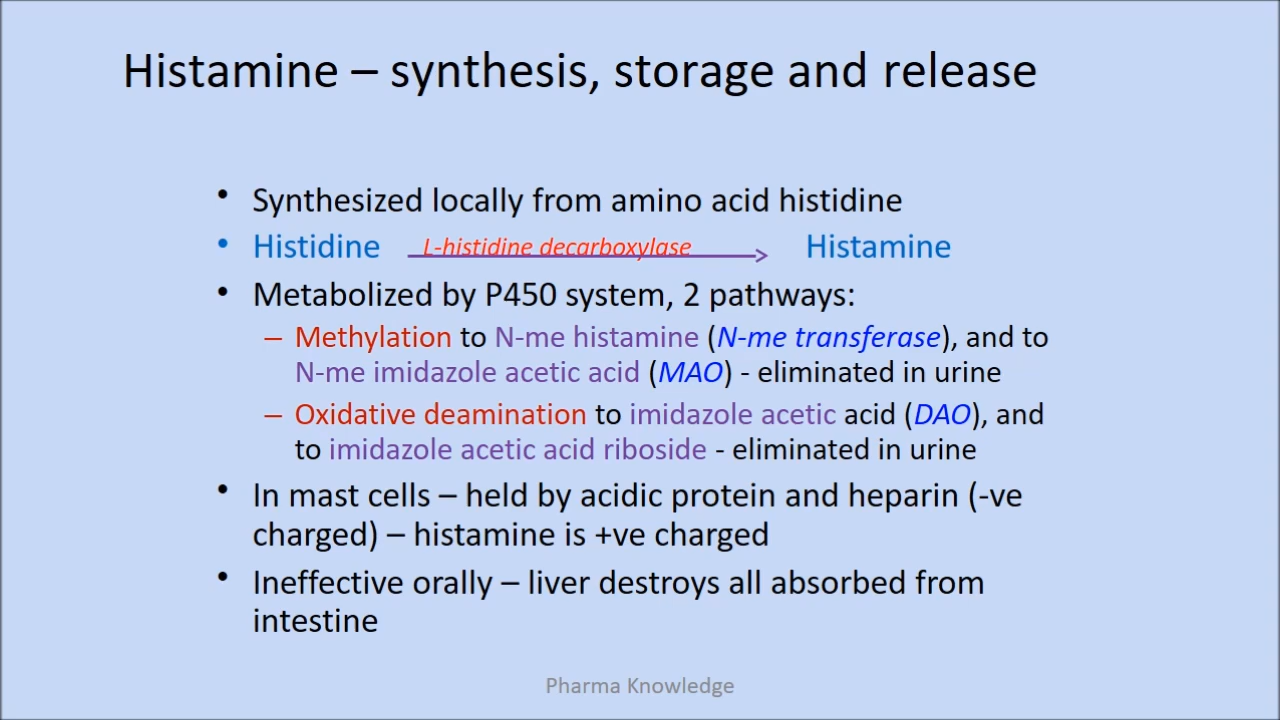 Histamine – synthesis, storage and release
• Synthesized locally from amino acid histidine
• Histidine L-histidine decarboxylase Histamine
• Metabolized by P450 system, 2 pathways:
– Methylation to N-me histamine (N-me transferase), and to
N-me imidazole acetic acid (MAO) - eliminated in urine
– Oxidative deamination to imidazole acetic acid (DAO), and
to imidazole acetic acid riboside - eliminated in urine
• In mast cells – held by acidic protein and heparin (-ve
charged) – histamine is +ve charged
• Ineffective orally – liver destroys all absorbed from
intestine
Pharma Knowledge